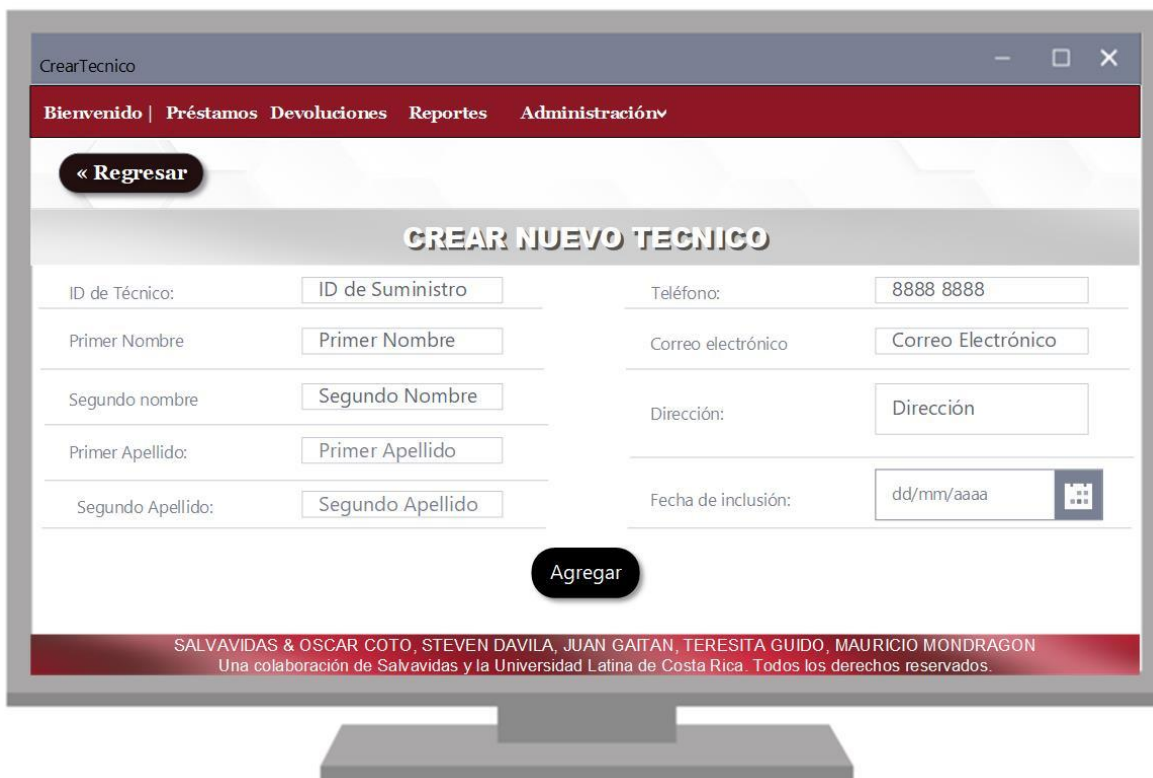 CrearTecnico
Bienvenido | Préstamos Devoluciones Reportes Administración
« Regresar
CREAR NUEVO TECNICO
ID de Técnico: ID de Suministro
Primer Nombre Primer Nombre
Segundo nombre Segundo Nombre
Primer Apellido: Primer Apellido
Segundo Apellido: Segundo Apellido
Teléfono: 8888 8888
Correo electrónico Correo Electrónico
Dirección: Dirección
Fecha de inclusión: dd/mm/aaaa
Agregar
SALVAVIDAS & OSCAR COTO, STEVEN DAVILA, JUAN GAITAN, TERESITA GUIDO, MAURICIO MONDRAGON
Una colaboración de Salvavidas y la Universidad Latina de Costa Rica. Todos los derechos reservados.